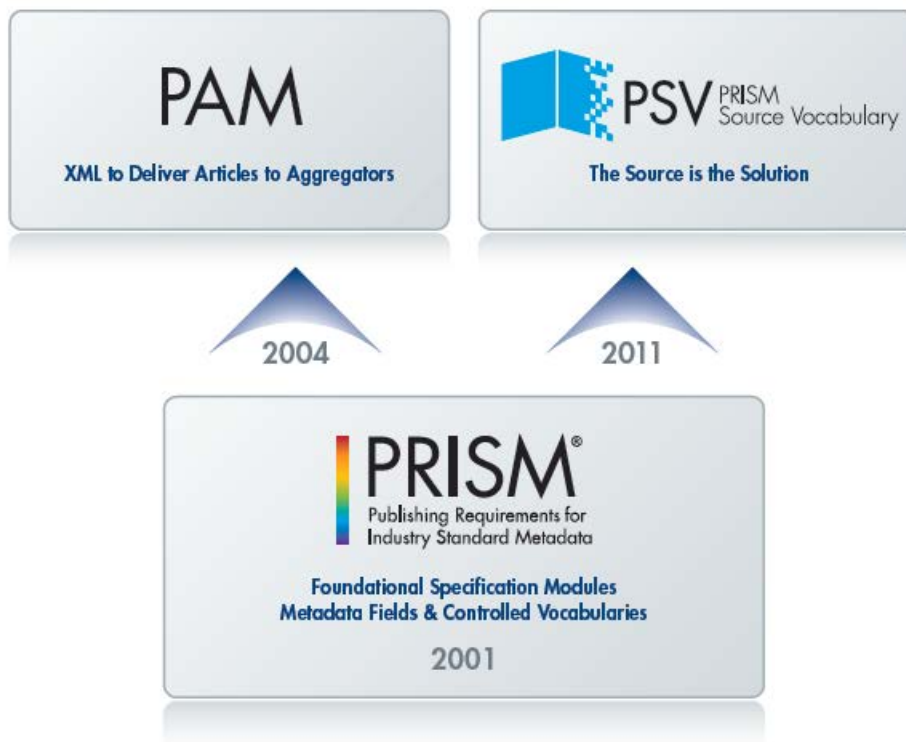 PAM
XML to Deliver Articles to Aggregators
PSV PRISM
Source Vocabulary
The Source is the Solution
2004
2011
PRISM®
Publishing Requirements for
Industry Standard Metadata
Foundational Specification Modules
Metadata Fields & Controlled Vocabularies
2001